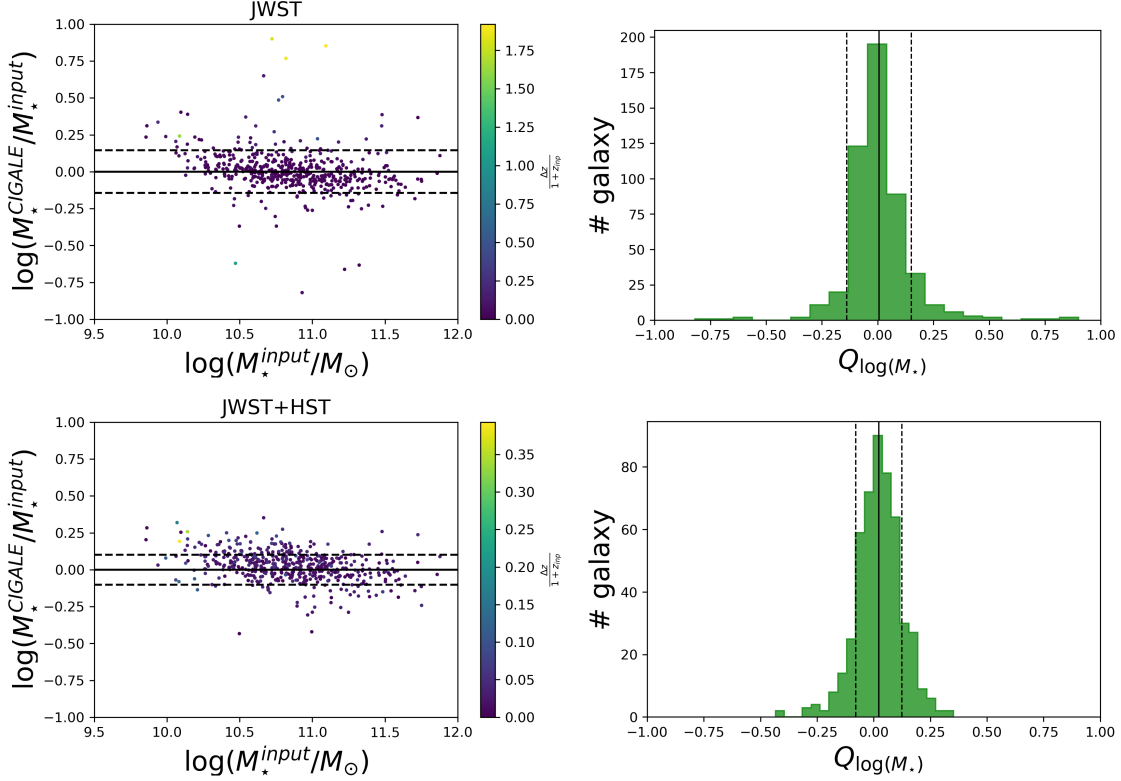 JWST
1.00
0.75
0.50
0.25
0.00
−0.25
−0.50
−0.75
−1.00
log(M⋆^CIGALE/M⋆^input)
9.5 10.0 10.5 11.0 11.5 12.0
log(M⋆^input/M⊙)
1.75
1.50
1.25
1.00
0.75
0.50
0.25
0.00
Δz
1 + z_inp
200
175
150
125
100
75
50
25
0
# galaxy
−1.00 −0.75 −0.50 −0.25 0.00 0.25 0.50 0.75 1.00
Q_log(M⋆)
JWST+HST
1.00
0.75
0.50
0.25
0.00
−0.25
−0.50
−0.75
−1.00
log(M⋆^CIGALE/M⋆^input)
9.5 10.0 10.5 11.0 11.5 12.0
log(M⋆^input/M⊙)
0.35
0.30
0.25
0.20
0.15
0.10
0.05
0.00
Δz
1 + z_inp
80
60
40
20
0
# galaxy
−1.00 −0.75 −0.50 −0.25 0.00 0.25 0.50 0.75 1.00
Q_log(M⋆)